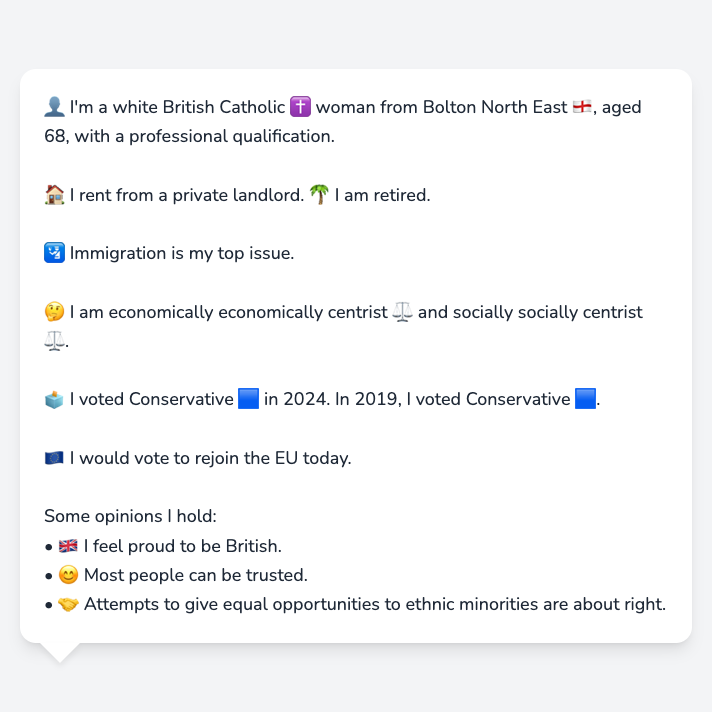 👤 I'm a white British Catholic ✝️ woman from Bolton North East 🏴󠁧󠁢󠁥󠁮󠁧󠁿, aged
68, with a professional qualification.
🏠 I rent from a private landlord. 🌴 I am retired.
🛂 Immigration is my top issue.
🤔 I am economically economically centrist ⚖️ and socially socially centrist
⚖️.
🗳️ I voted Conservative 🟦 in 2024. In 2019, I voted Conservative 🟦.
🇪🇺 I would vote to rejoin the EU today.
Some opinions I hold:
• 🇬🇧 I feel proud to be British.
• 😊 Most people can be trusted.
• 🤝 Attempts to give equal opportunities to ethnic minorities are about right.